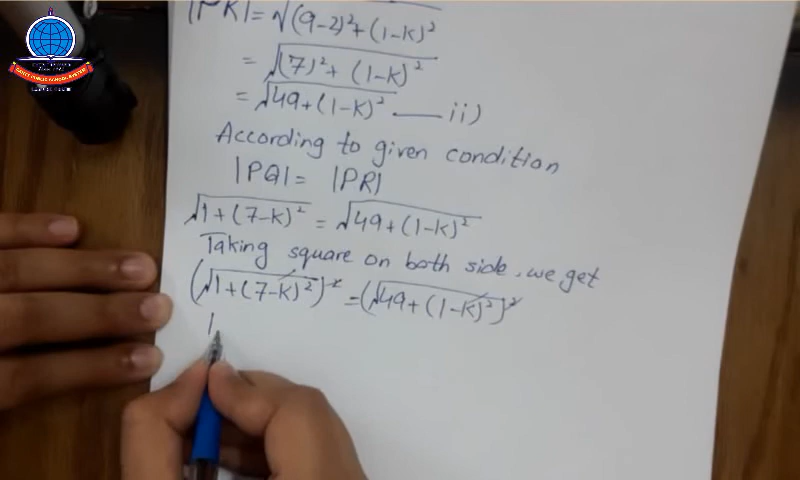 |PR| = √(9-2)²+(1-k)²
= √(7)²+ (1-k)²
= √49+(1-k)² — ii)
According to given condition
|PQ| = |PR|
√1+(7-k)² = √49+(1-k)²
Taking square on both side, we get
(√1+(7-k)²)² = (√49+(1-k)²)²
1